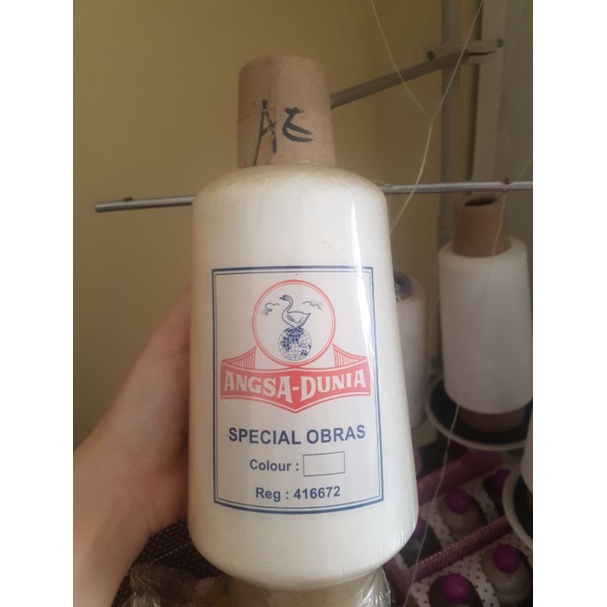 AE
ANGSA-DUNIA
SPECIAL OBRAS
Colour :
Reg : 416672